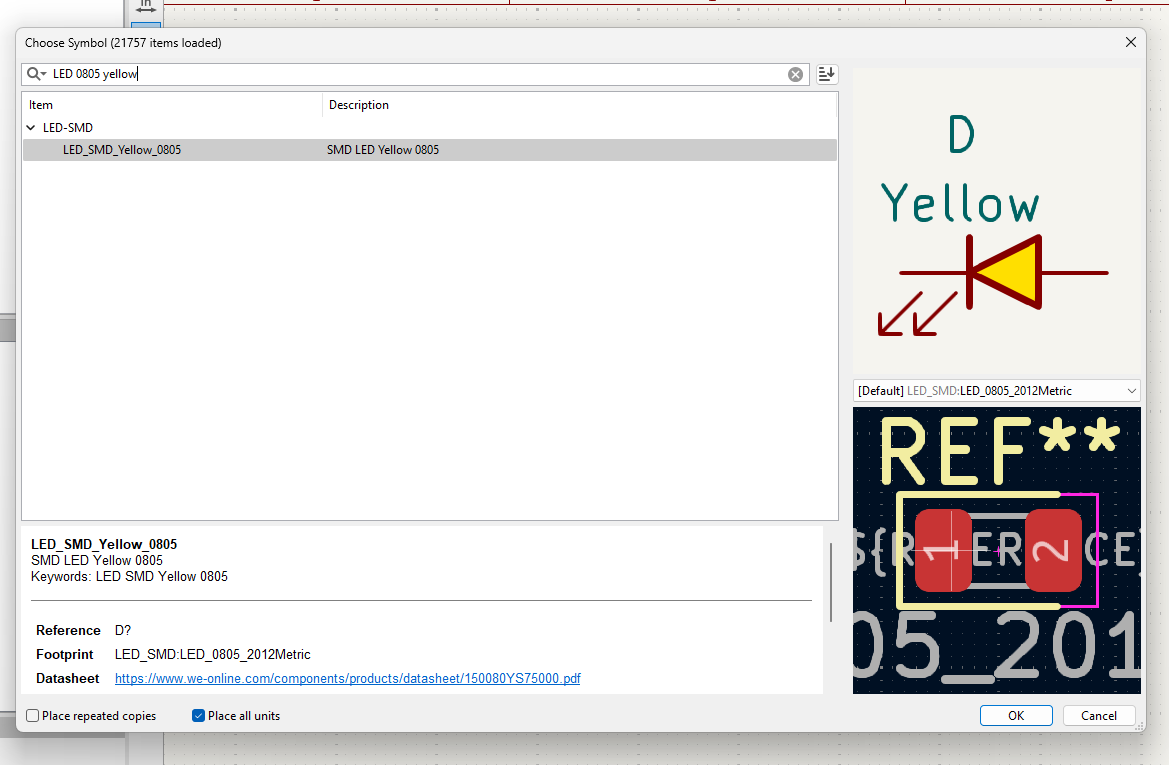 in
Choose Symbol (21757 items loaded)
LED 0805 yellow
Item Description
LED-SMD
LED_SMD_Yellow_0805 SMD LED Yellow 0805
D
Yellow
[Default] LED_SMD:LED_0805_2012Metric
REF**
${R ER CE}
1 2
05_201
LED_SMD_Yellow_0805
SMD LED Yellow 0805
Keywords: LED SMD Yellow 0805
Reference D?
Footprint LED_SMD:LED_0805_2012Metric
Datasheet https://www.we-online.com/components/products/datasheet/150080YS75000.pdf
Place repeated copies Place all units
OK Cancel